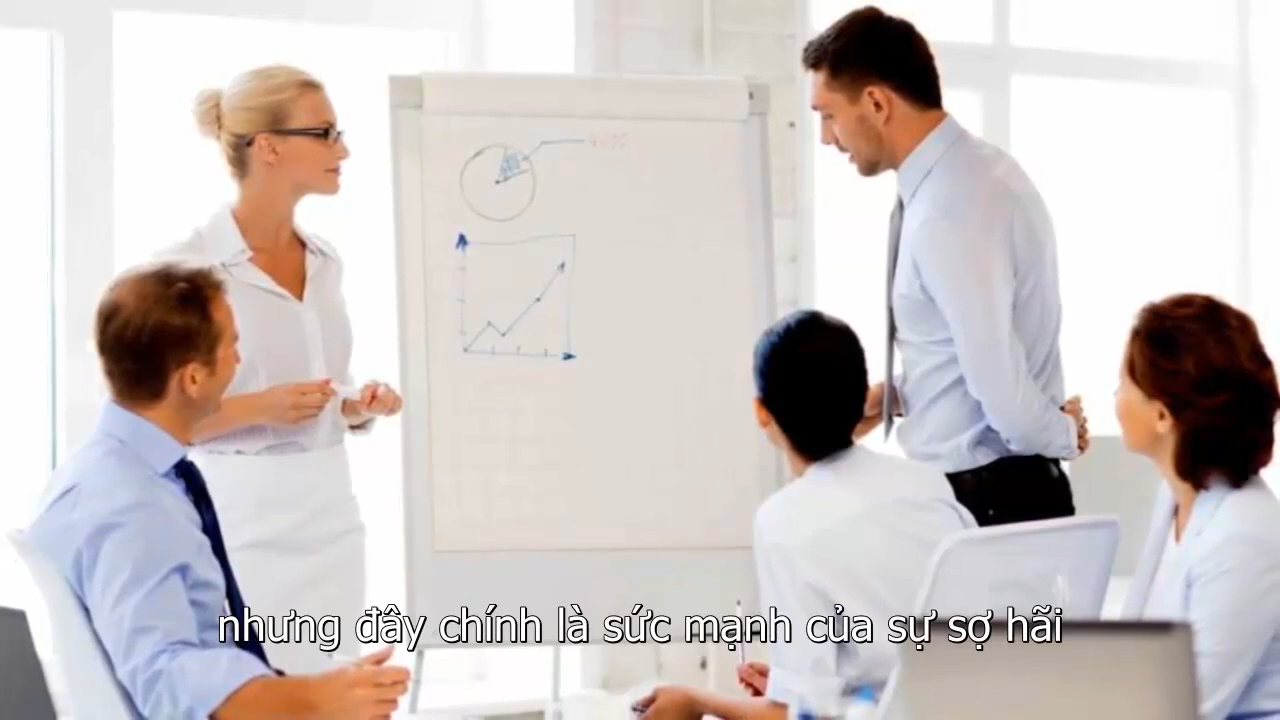 nhưng đây chính là sức mạnh của sự sợ hãi